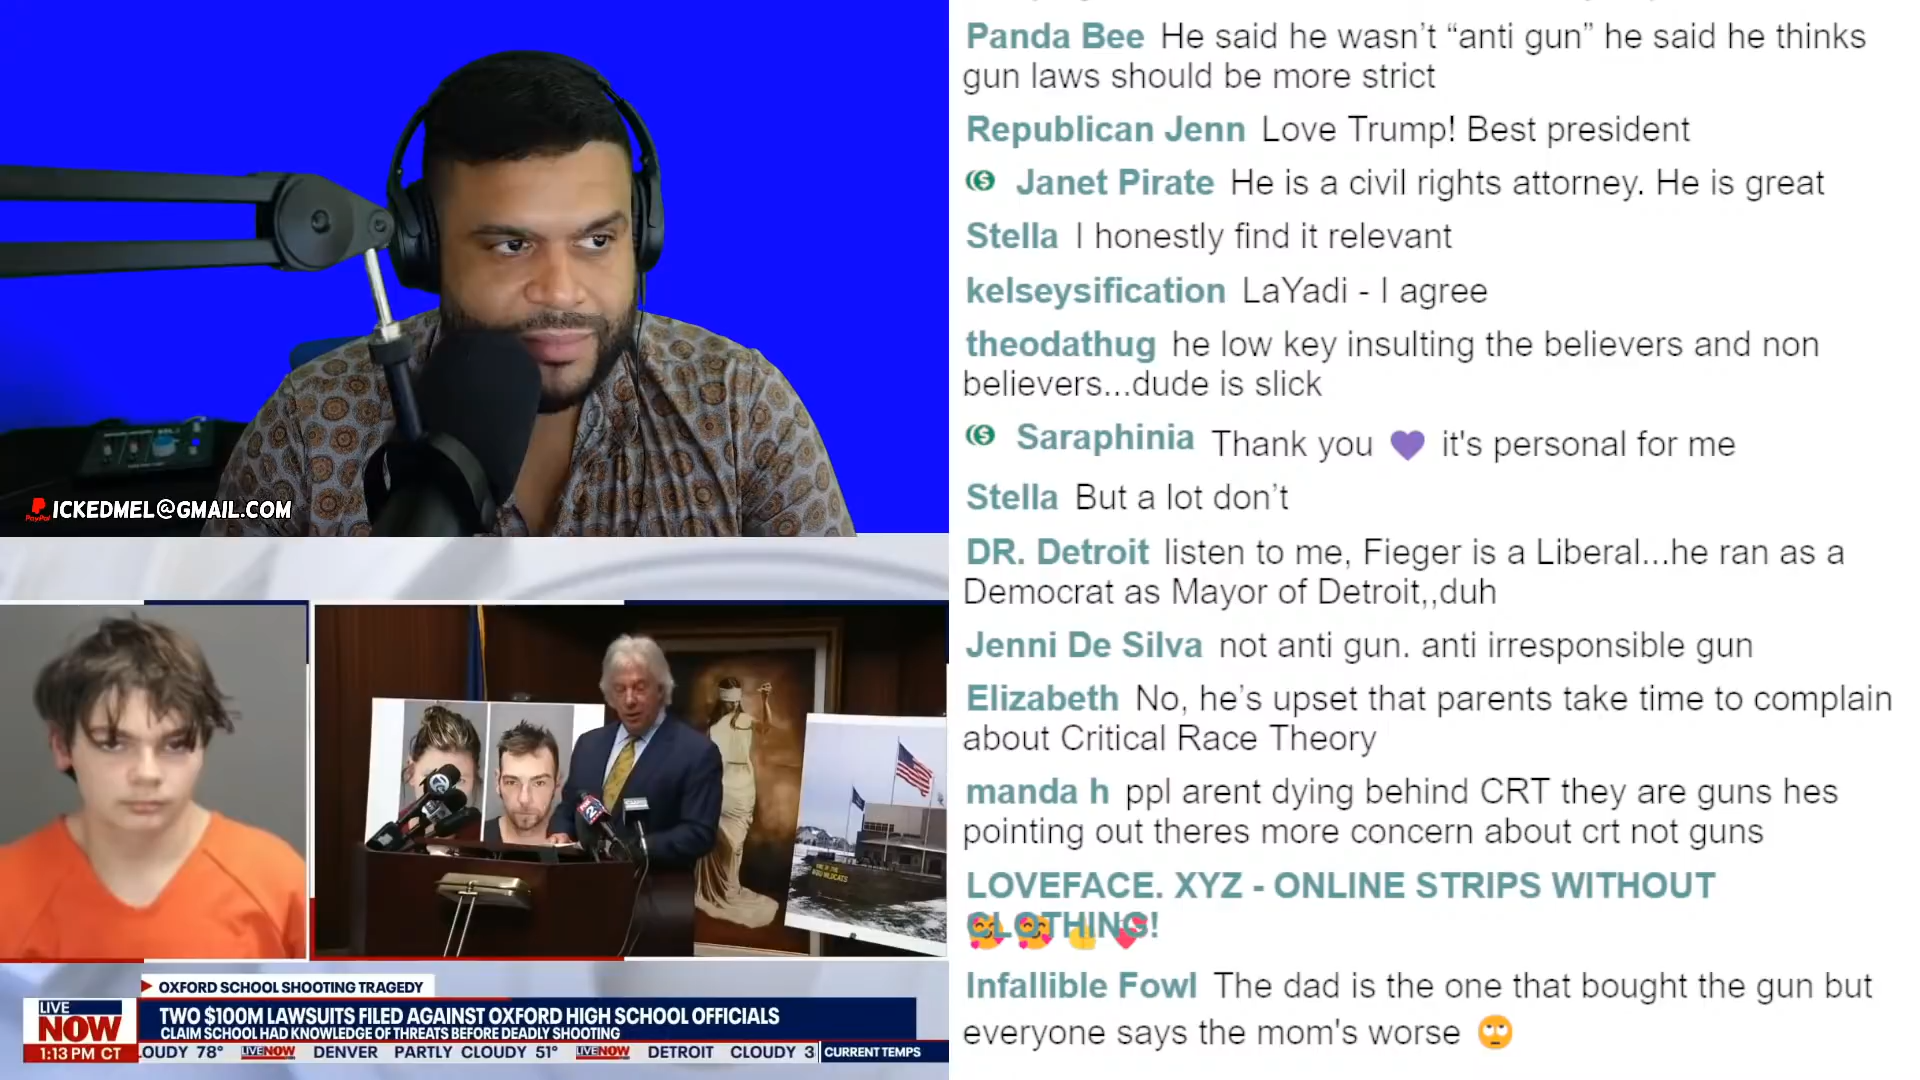 Panda Bee He said he wasn't “anti gun” he said he thinks
gun laws should be more strict
Republican Jenn Love Trump! Best president
Janet Pirate He is a civil rights attorney. He is great
Stella I honestly find it relevant
kelseysification LaYadi - I agree
theodathug he low key insulting the believers and non
believers...dude is slick
Saraphinia Thank you 💜 it's personal for me
Stella But a lot don't
DR. Detroit listen to me, Fieger is a Liberal...he ran as a
Democrat as Mayor of Detroit,,duh
Jenni De Silva not anti gun. anti irresponsible gun
Elizabeth No, he's upset that parents take time to complain
about Critical Race Theory
manda h ppl arent dying behind CRT they are guns hes
pointing out theres more concern about crt not guns
LOVEFACE. XYZ - ONLINE STRIPS WITHOUT
CLOTHING!
Infallible Fowl The dad is the one that bought the gun but
everyone says the mom's worse 🙄
PayPal ICKEDMEL@GMAIL.COM
OXFORD SCHOOL SHOOTING TRAGEDY
LIVE
NOW
TWO $100M LAWSUITS FILED AGAINST OXFORD HIGH SCHOOL OFFICIALS
CLAIM SCHOOL HAD KNOWLEDGE OF THREATS BEFORE DEADLY SHOOTING
1:13 PM CT
OUDY 78° LIVENOW DENVER PARTLY CLOUDY 51° LIVENOW DETROIT CLOUDY 3
CURRENT TEMPS